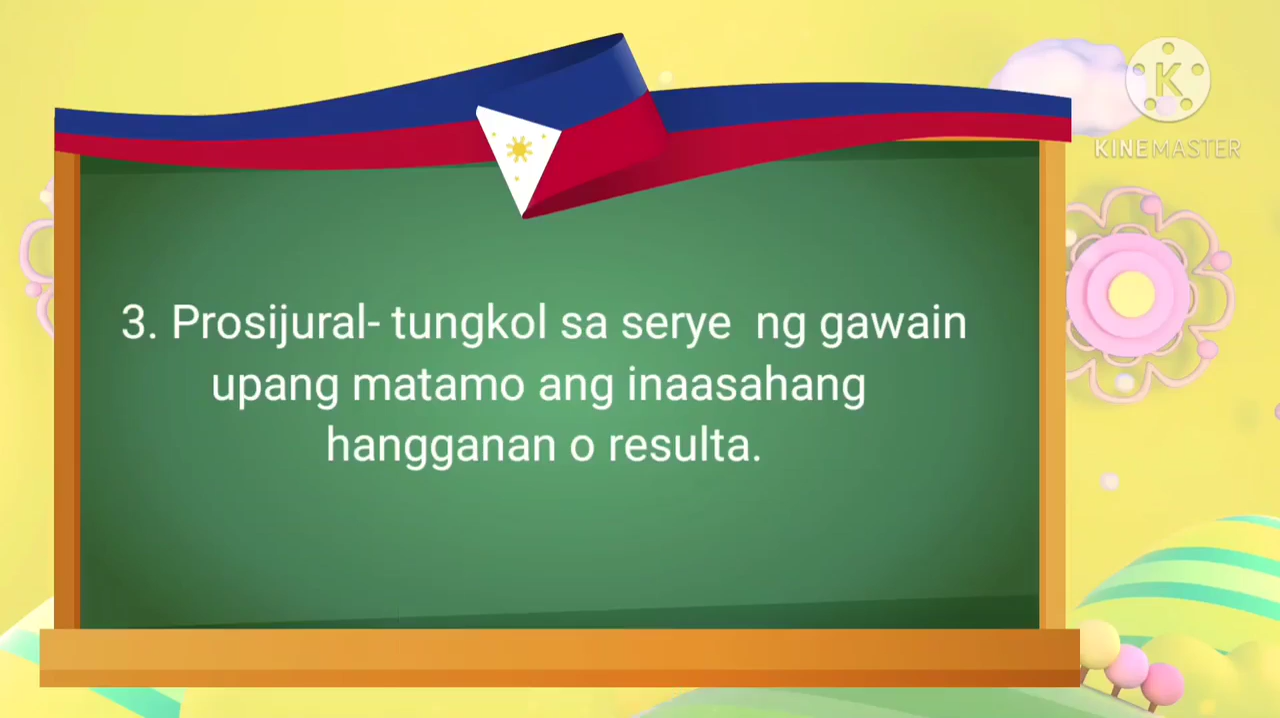 KINEMASTER
3. Prosijural- tungkol sa serye ng gawain
upang matamo ang inaasahang
hangganan o resulta.